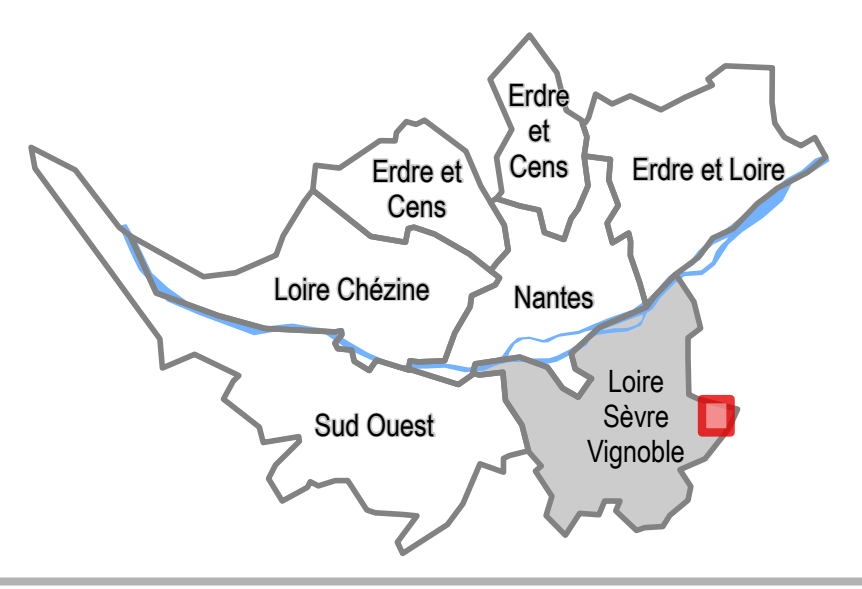 Erdre
et
Cens
Erdre et
Cens
Erdre et Loire
Loire Chézine
Nantes
Loire
Sèvre
Vignoble
Sud Ouest